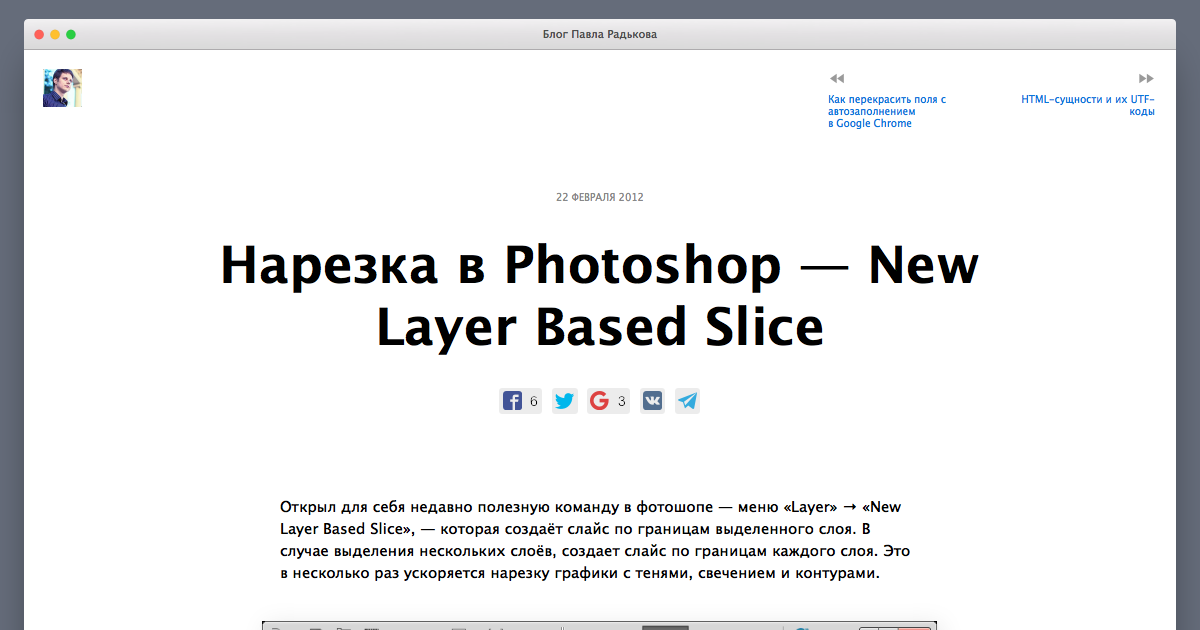 Блог Павла Радькова
Как перекрасить поля с
автозаполнением
в Google Chrome
HTML-сущности и их UTF-
коды
22 ФЕВРАЛЯ 2012
Нарезка в Photoshop — New
Layer Based Slice
6
3
Открыл для себя недавно полезную команду в фотошопе — меню «Layer» → «New
Layer Based Slice», — которая создаёт слайс по границам выделенного слоя. В
случае выделения нескольких слоёв, создает слайс по границам каждого слоя. Это
в несколько раз ускоряется нарезку графики с тенями, свечением и контурами.